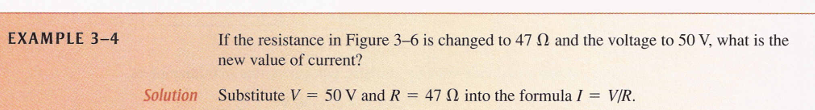 EXAMPLE 3–4 If the resistance in Figure 3–6 is changed to 47 Ω and the voltage to 50 V, what is the
new value of current?
Solution Substitute V = 50 V and R = 47 Ω into the formula I = V/R.